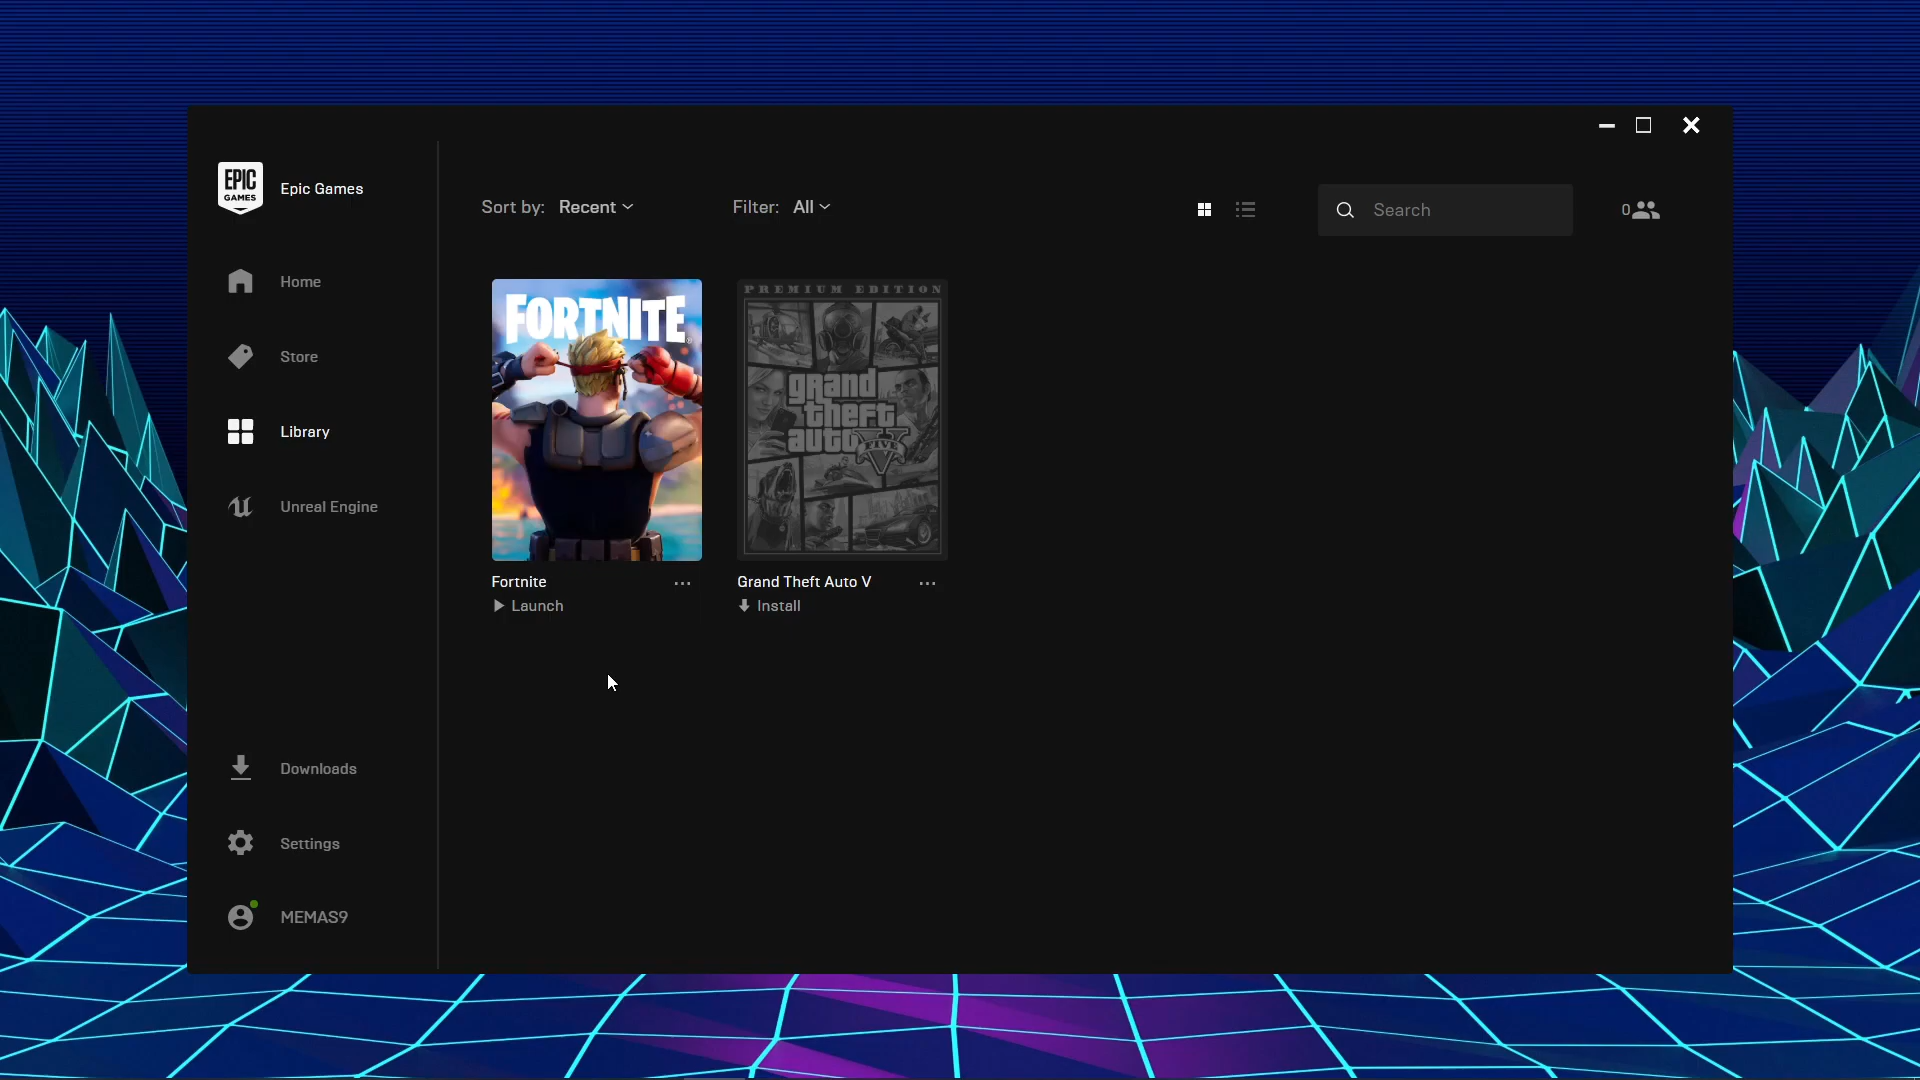 EPIC
GAMES
Epic Games
Home
Store
Library
Unreal Engine
Downloads
Settings
MEMAS9
Sort by: Recent
Filter: All
Search
0
FORTNITE
Fortnite
Launch
PREMIUM EDITION
grand
theft
auto
FIVE
V
Grand Theft Auto V
Install